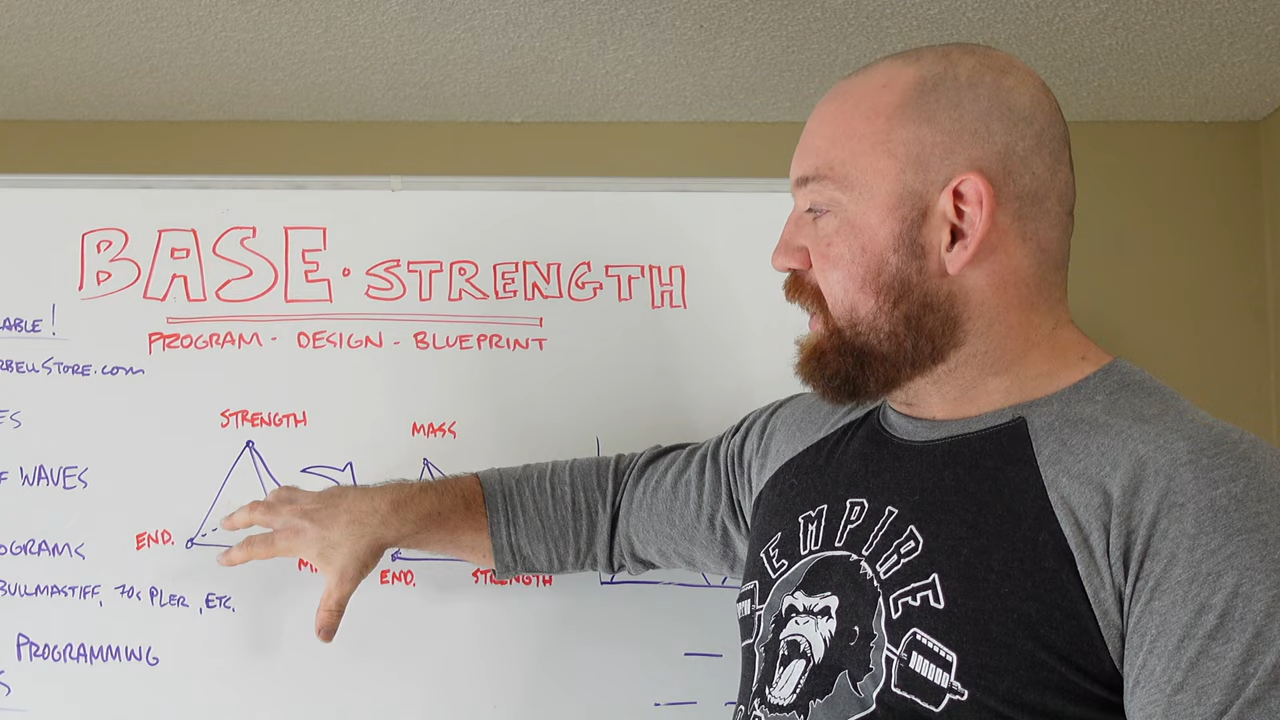 BASE · STRENGTH
PROGRAM - DESIGN - BLUEPRINT
ABLE!
RBELLSTORE.COM
ES
F WAVES
OGRAMS
BULLMASTIFF, 70s PLER, ETC.
PROGRAMMING
S
STRENGTH
END.
M
MASS
END.
STRENGTH
EMPIRE